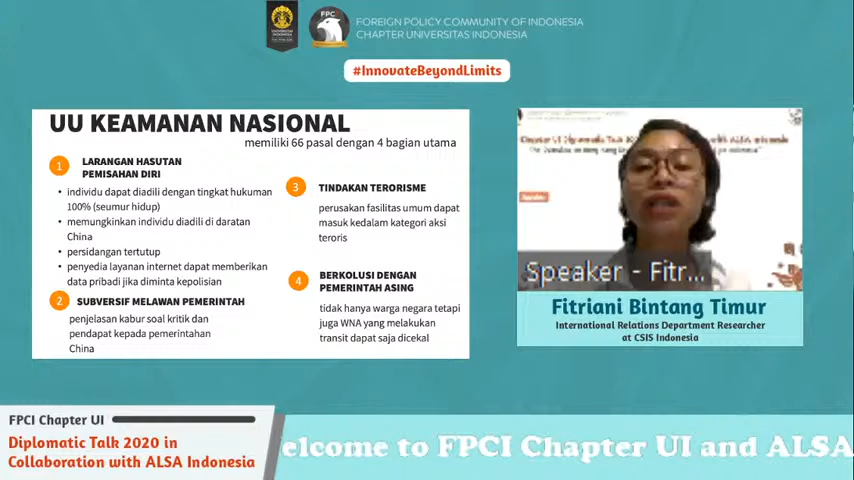 UNIVERSITAS
INDONESIA
FPC
FOREIGN POLICY COMMUNITY OF INDONESIA
CHAPTER UNIVERSITAS INDONESIA
#InnovateBeyondLimits
UU KEAMANAN NASIONAL
memiliki 66 pasal dengan 4 bagian utama
1
LARANGAN HASUTAN
PEMISAHAN DIRI
• individu dapat diadili dengan tingkat hukuman
100% (seumur hidup)
• memungkinkan individu diadili di daratan
China
• persidangan tertutup
• penyedia layanan internet dapat memberikan
data pribadi jika diminta kepolisian
2
SUBVERSIF MELAWAN PEMERINTAH
penjelasan kabur soal kritik dan
pendapat kepada pemerintahan
China
3
TINDAKAN TERORISME
perusakan fasilitas umum dapat
masuk kedalam kategori aksi
teroris
4
BERKOLUSI DENGAN
PEMERINTAH ASING
tidak hanya warga negara tetapi
juga WNA yang melakukan
transit dapat saja dicekal
Speaker - Fitr...
Fitriani Bintang Timur
International Relations Department Researcher
at CSIS Indonesia
FPCI Chapter UI
Diplomatic Talk 2020 in
Collaboration with ALSA Indonesia
elcome to FPCI Chapter UI and ALSA